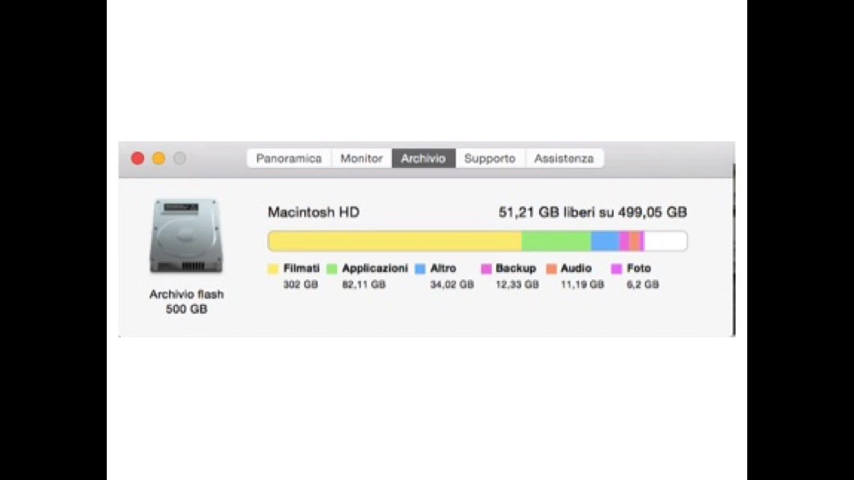 Panoramica Monitor Archivio Supporto Assistenza
Macintosh HD 51,21 GB liberi su 499,05 GB
Filmati Applicazioni Altro Backup Audio Foto
302 GB 82,11 GB 34,02 GB 12,33 GB 11,19 GB 6,2 GB
Archivio flash
500 GB